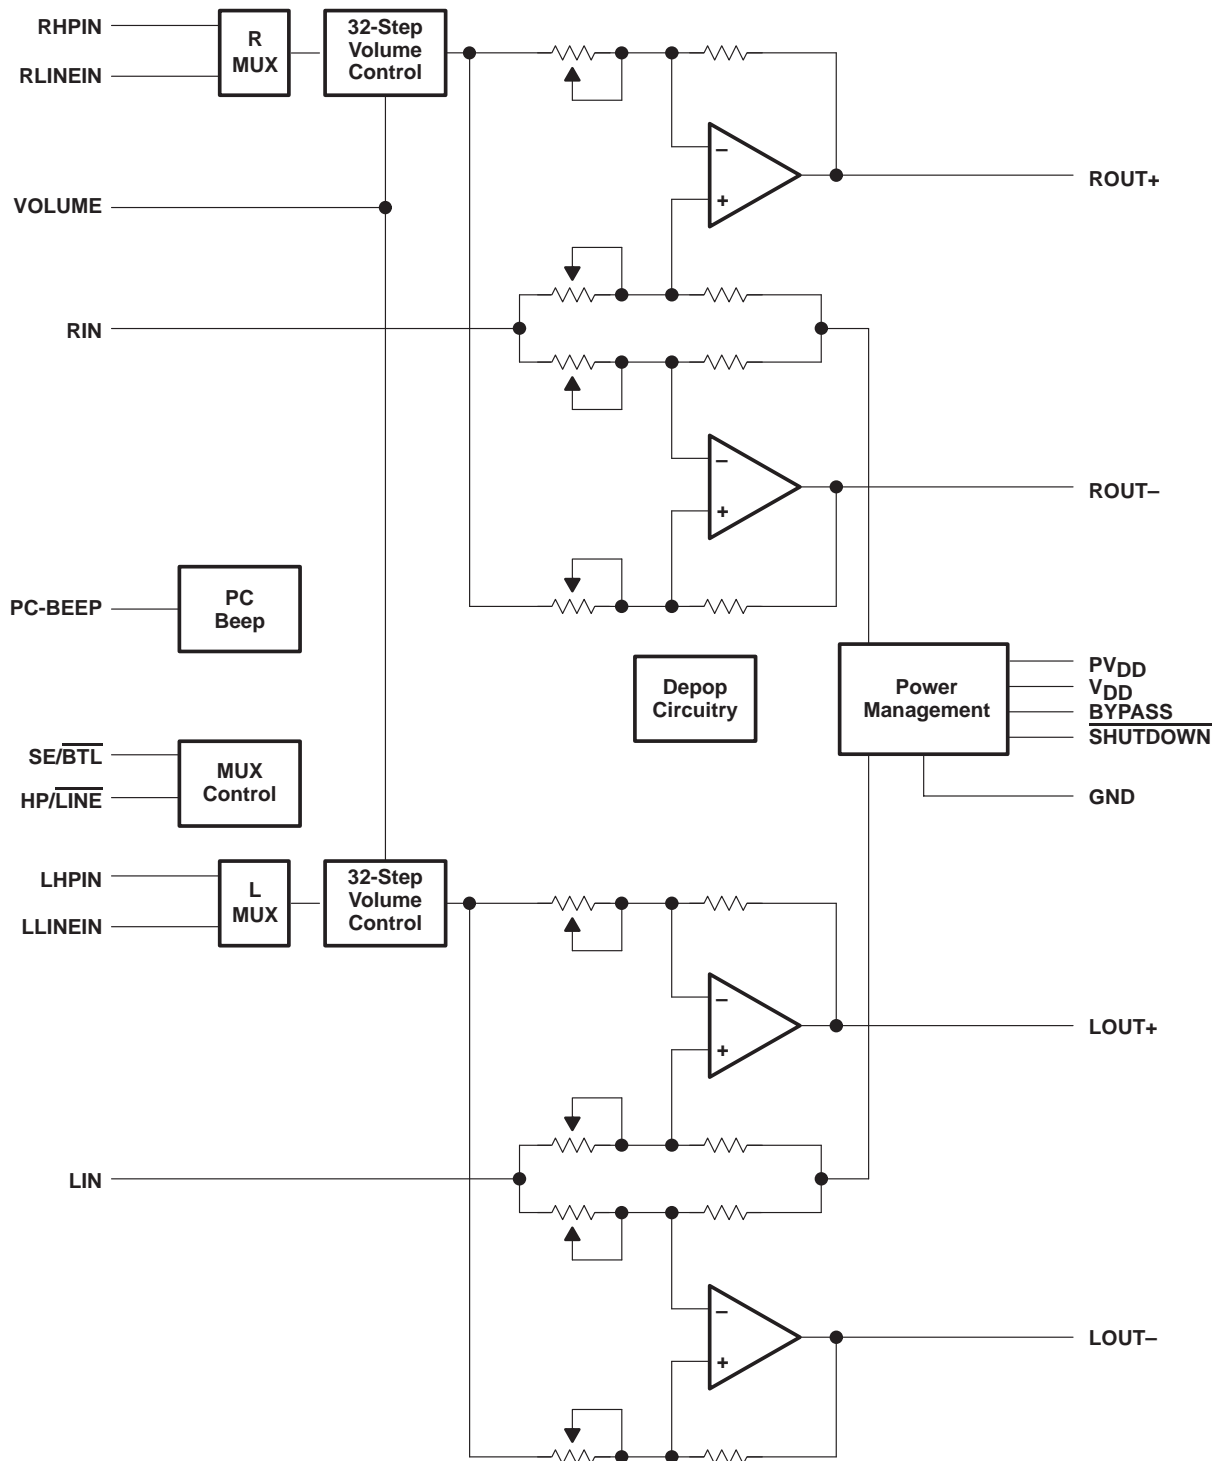 RHPIN
RLINEIN
R
MUX
32-Step
Volume
Control
−
+
ROUT+
VOLUME
RIN
−
+
ROUT−
PC-BEEP
PC
Beep
Depop
Circuitry
Power
Management
PVDD
VDD
BYPASS
SHUTDOWN
GND
SE/BTL
HP/LINE
MUX
Control
LHPIN
LLINEIN
L
MUX
32-Step
Volume
Control
−
+
LOUT+
LIN
−
+
LOUT−